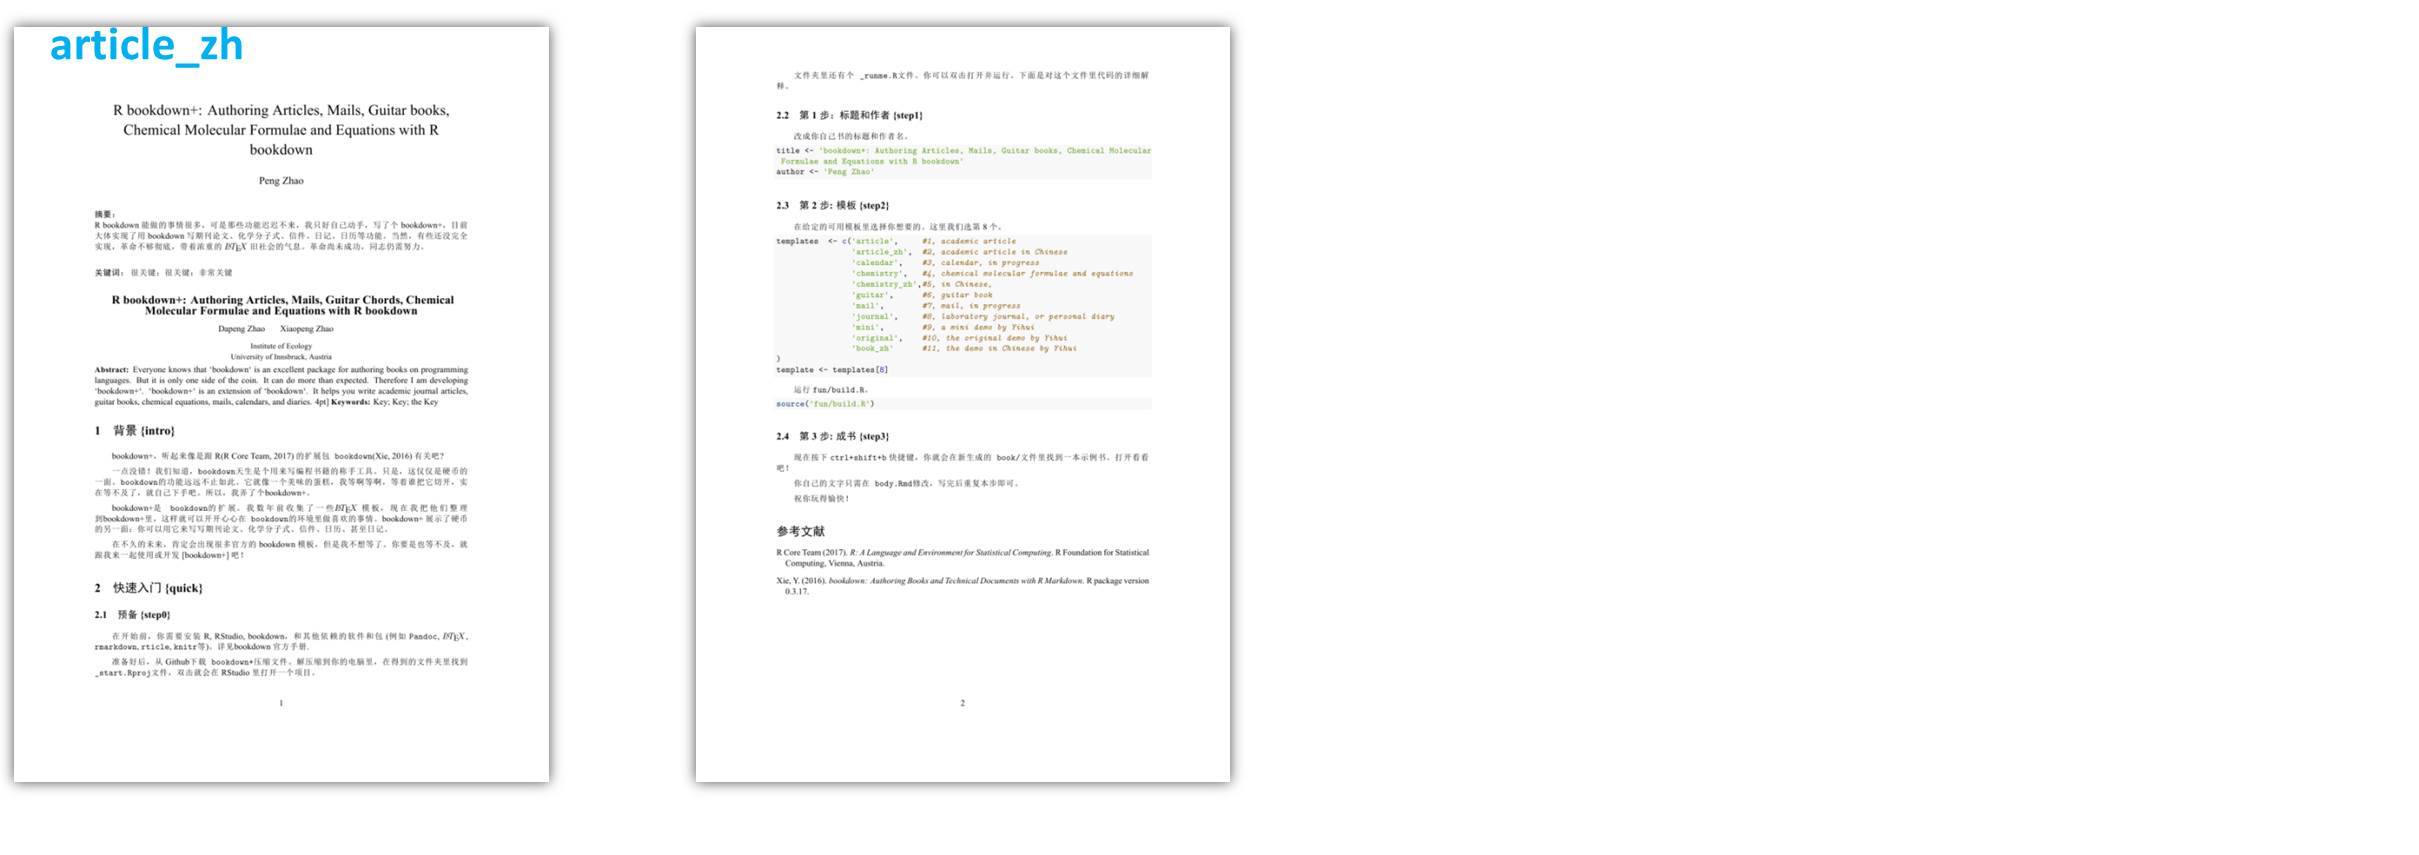 article_zh
R bookdown+: Authoring Articles, Mails, Guitar books,
Chemical Molecular Formulae and Equations with R
bookdown
Peng Zhao
摘要：
R bookdown 能做的事情很多，可是那些功能迟迟不来，我只好自己动手，写了个 bookdown+，目前
大体实现了用 bookdown 写期刊论文、化学分子式、信件、日记、日历等功能，当然，有些还没完全
实现，革命不够彻底，带着浓重的 LATEX 旧社会的气息。革命尚未成功，同志仍需努力。
关键词： 很关键；很关键；非常关键
R bookdown+: Authoring Articles, Mails, Guitar Chords, Chemical
Molecular Formulae and Equations with R bookdown
Dapeng Zhao Xiaopeng Zhao
Institute of Ecology
University of Innsbruck, Austria
Abstract: Everyone knows that 'bookdown' is an excellent package for authoring books on programming
languages. But it is only one side of the coin. It can do more than expected. Therefore I am developing
'bookdown+'. 'bookdown+' is an extension of 'bookdown'. It helps you write academic journal articles,
guitar books, chemical equations, mails, calendars, and diaries. 4pt] Keywords: Key; Key; the Key
1 背景 {intro}
bookdown+，听起来像是跟 R(R Core Team, 2017) 的扩展包 bookdown(Xie, 2016) 有关吧？
一点没错！我们知道，bookdown天生是个用来写编程书籍的称手工具。只是，这仅仅是硬币的
一面。bookdown的功能远远不止如此。它就像一个美味的蛋糕，我等啊等啊，等着谁把它切开，实
在等不及了，就自己下手吧。所以，我弄了个bookdown+。
bookdown+是 bookdown的扩展。我数年前收集了一些LATEX 模板，现在我把他们整理
到bookdown+里，这样就可以开开心心在 bookdown的环境里做喜欢的事情。bookdown+ 展示了硬币
的另一面：你可以用它来写写期刊论文、化学分子式、信件、日历、甚至日记。
在不久的未来，肯定会出现很多官方的 bookdown 模板，但是我不想等了。你要是也等不及，就
跟我来一起使用或开发 [bookdown+] 吧！
2 快速入门 {quick}
2.1 预备 {step0}
在开始前，你需要安装 R, RStudio, bookdown，和其他依赖的软件和包 (例如 Pandoc, LATEX,
rmarkdown, rticle, knitr等)。详见bookdown 官方手册.
准备好后，从 Github下载 bookdown+压缩文件。解压缩到你的电脑里，在得到的文件夹里找到
_start.Rproj文件，双击就会在 RStudio 里打开一个项目。
1
文件夹里还有个 _runme.R文件。你可以双击打开并运行。下面是对这个文件里代码的详细解
释。
2.2 第 1 步：标题和作者 {step1}
改成你自己书的标题和作者名。
title <- 'bookdown+: Authoring Articles, Mails, Guitar books, Chemical Molecular
Formulae and Equations with R bookdown'
author <- 'Peng Zhao'
2.3 第 2 步: 模板 {step2}
在给定的可用模板里选择你想要的。这里我们选第 8 个。
templates <- c('article', #1, academic article
'article_zh', #2, academic article in Chinese
'calendar', #3, calendar, in progress
'chemistry', #4, chemical molecular formulae and equations
'chemistry_zh',#5, in Chinese,
'guitar', #6, guitar book
'mail', #7, mail, in progress
'journal', #8, laboratory journal, or personal diary
'mini', #9, a mini demo by Yihui
'original', #10, the original demo by Yihui
'book_zh' #11, the demo in Chinese by Yihui
)
template <- templates[8]
运行 fun/build.R。
source('fun/build.R')
2.4 第 3 步: 成书 {step3}
现在按下 ctrl+shift+b 快捷键，你就会在新生成的 book/文件里找到一本示例书。打开看看
吧！
你自己的文字只需在 body.Rmd修改，写完后重复本步即可。
祝你玩得愉快！
参考文献
R Core Team (2017). R: A Language and Environment for Statistical Computing. R Foundation for Statistical
Computing, Vienna, Austria.
Xie, Y. (2016). bookdown: Authoring Books and Technical Documents with R Markdown. R package version
0.3.17.
2